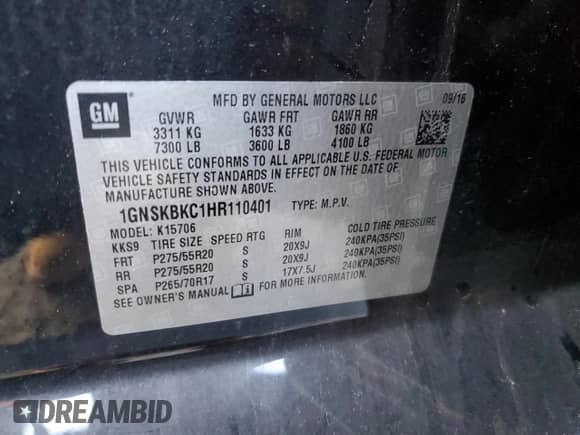 GM
MFD BY GENERAL MOTORS LLC 09/16
GVWR GAWR FRT GAWR RR
3311 KG 1633 KG 1860 KG
7300 LB 3600 LB 4100 LB
THIS VEHICLE CONFORMS TO ALL APPLICABLE U.S. FEDERAL MOTOR
VEHICLE SAFETY STANDARDS IN EFFECT ON THE DATE OF
MANUFACTURE SHOWN ABOVE.
1GNSKBKC1HR110401 TYPE: M.P.V.
MODEL: K15706
KKS9 TIRE SIZE SPEED RTG RIM COLD TIRE PRESSURE
FRT P275/55R20 S 20X9J 240KPA(35PSI)
RR P275/55R20 S 20X9J 240KPA(35PSI)
SPA P265/70R17 S 17X7.5J 240KPA(35PSI)
SEE OWNER'S MANUAL FOR MORE INFORMATION.
DREAMBID